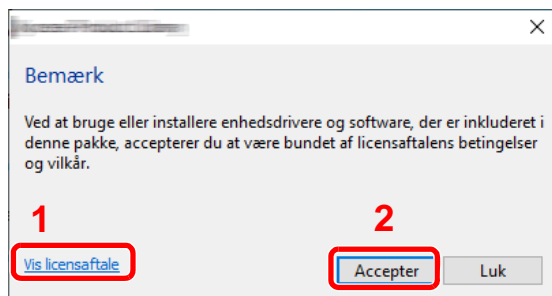 Bemærk
Ved at bruge eller installere enhedsdrivere og software, der er inkluderet i
denne pakke, accepterer du at være bundet af licensaftalens betingelser
og vilkår.
1
2
Vis licensaftale
Accepter
Luk